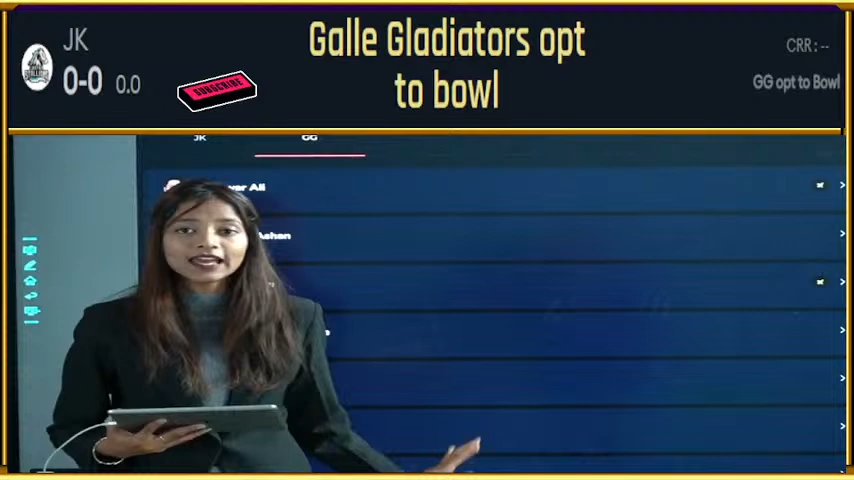 JK
0-0 0.0
SUBSCRIBE
Galle Gladiators opt
to bowl
CRR : --
GG opt to Bowl
JK GG
Ali
Ashan